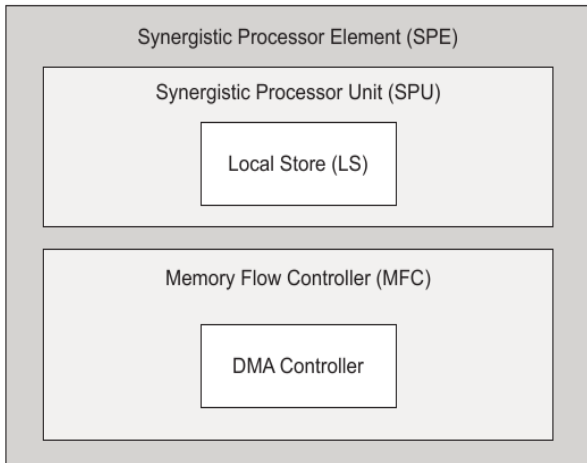 Synergistic Processor Element (SPE)
Synergistic Processor Unit (SPU)
Local Store (LS)
Memory Flow Controller (MFC)
DMA Controller